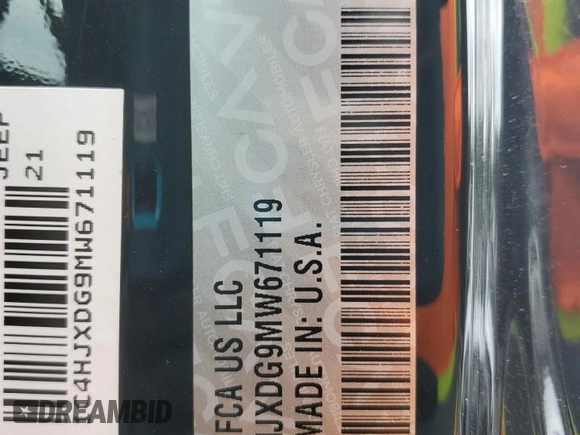 JEEP
21
C4HJXDG9MW671119
FCA US LLC
JXDG9MW671119
MADE IN: U.S.A.
DREAMBID